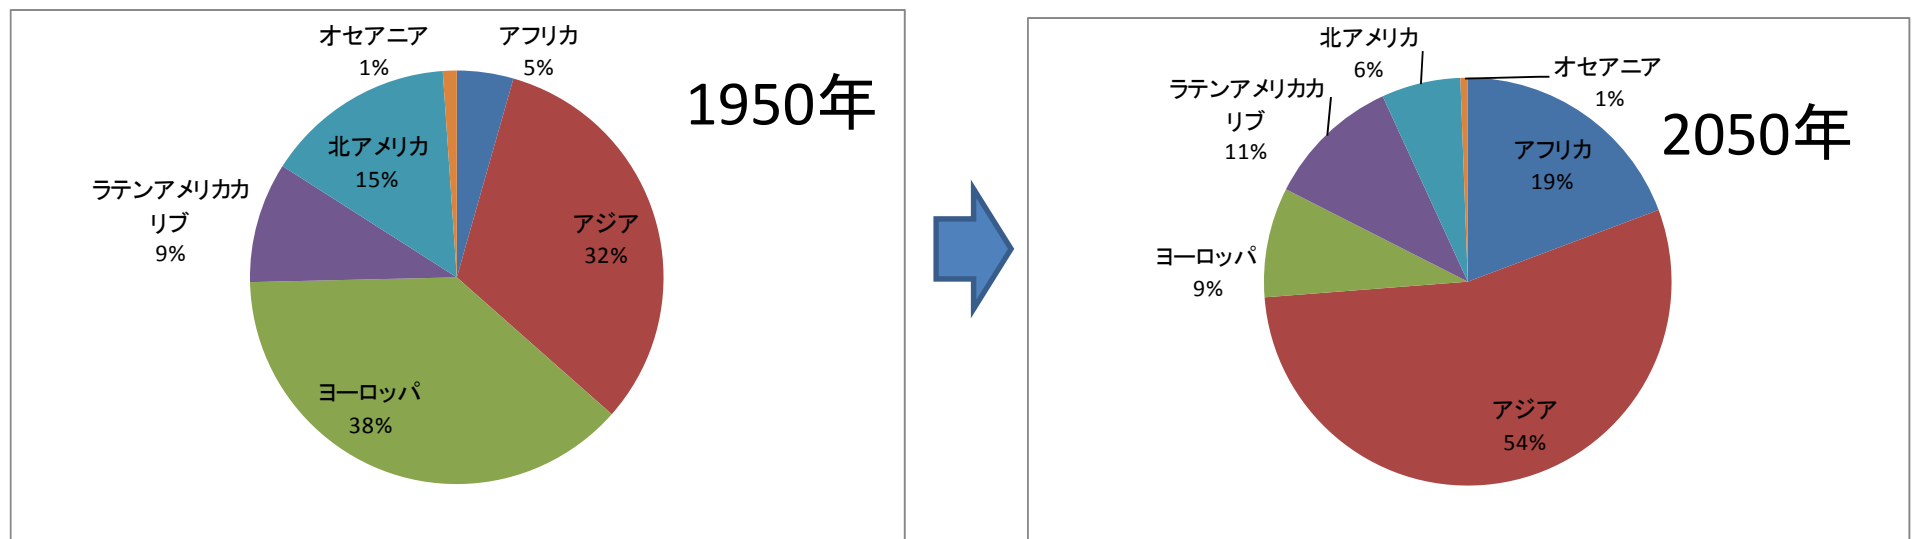 オセアニア
1%
アフリカ
5%
1950年
北アメリカ
15%
ラテンアメリカカ
リブ
9%
アジア
32%
ヨーロッパ
38%
北アメリカ
6%
オセアニア
1%
ラテンアメリカカ
リブ
11%
2050年
アフリカ
19%
ヨーロッパ
9%
アジア
54%